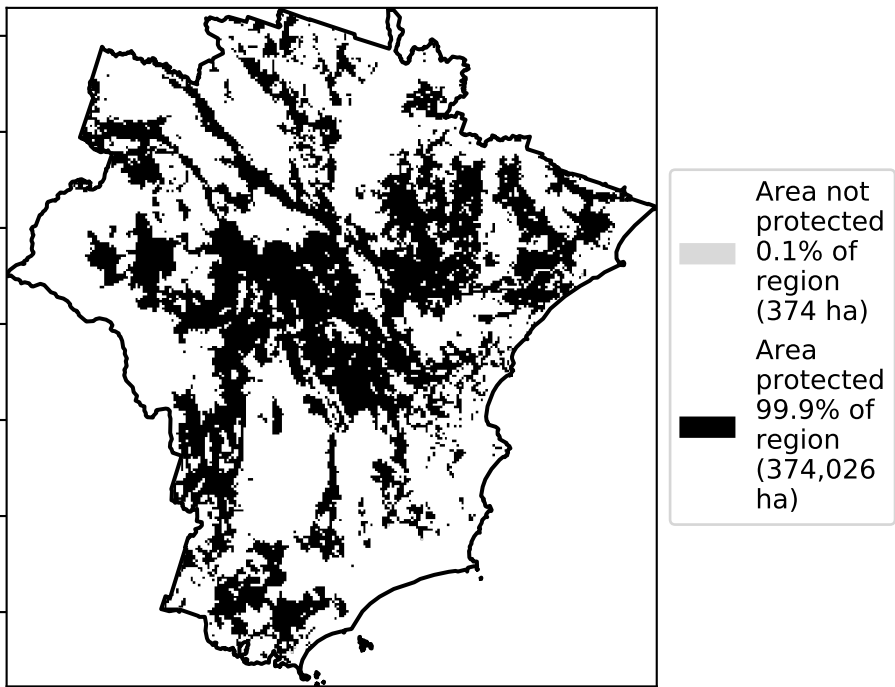 Area not
protected
0.1% of
region
(374 ha)
Area
protected
99.9% of
region
(374,026
ha)